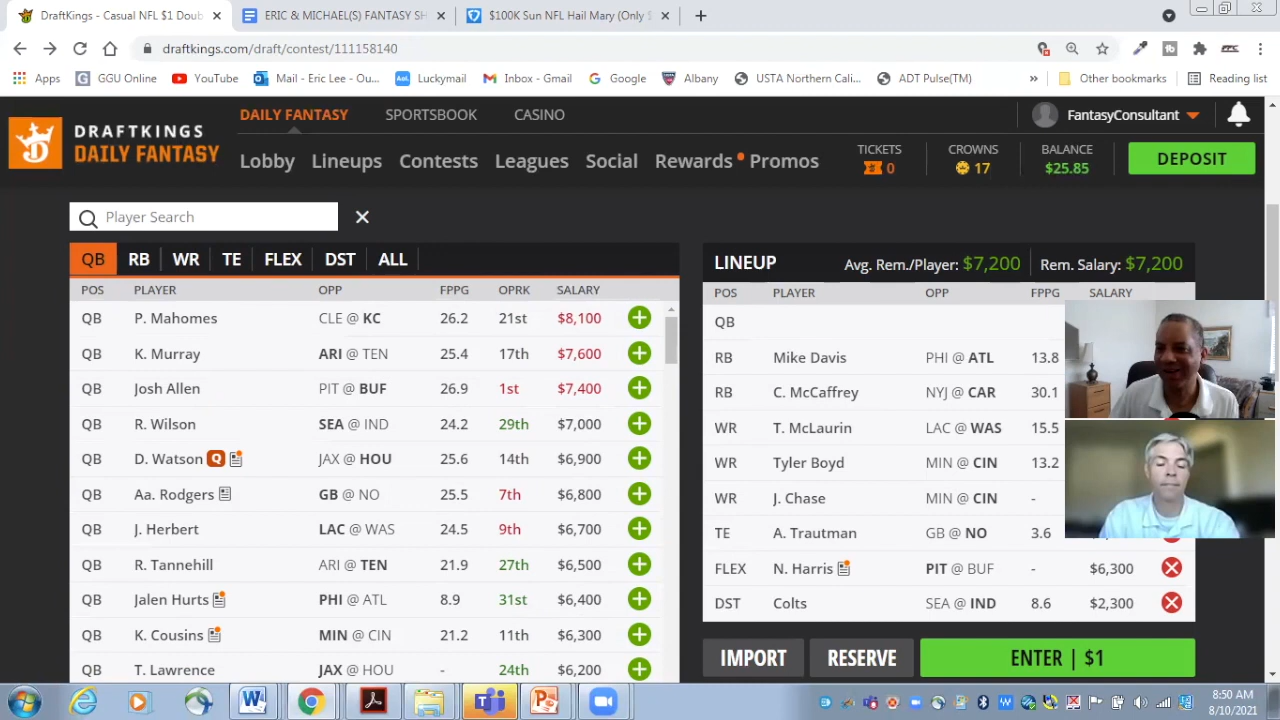 DraftKings - Casual NFL $1 Doub
ERIC & MICHAEL(S) FANTASY SH
$100K Sun NFL Hail Mary (Only $
draftkings.com/draft/contest/111158140
Apps
GGU Online
YouTube
Mail - Eric Lee - Ou...
Luckymail
Inbox - Gmail
Google
Albany
USTA Northern Cali...
ADT Pulse(TM)
»
Other bookmarks
Reading list
DRAFTKINGS
DAILY FANTASY
DAILY FANTASY SPORTSBOOK CASINO
FantasyConsultant
Lobby Lineups Contests Leagues Social Rewards Promos
TICKETS
0
CROWNS
17
BALANCE
$25.85
DEPOSIT
Player Search
QB RB WR TE FLEX DST ALL
POS PLAYER OPP FPPG OPRK SALARY
QB P. Mahomes CLE @ KC 26.2 21st $8,100
QB K. Murray ARI @ TEN 25.4 17th $7,600
QB Josh Allen PIT @ BUF 26.9 1st $7,400
QB R. Wilson SEA @ IND 24.2 29th $7,000
QB D. Watson Q JAX @ HOU 25.6 14th $6,900
QB Aa. Rodgers GB @ NO 25.5 7th $6,800
QB J. Herbert LAC @ WAS 24.5 9th $6,700
QB R. Tannehill ARI @ TEN 21.9 27th $6,500
QB Jalen Hurts PHI @ ATL 8.9 31st $6,400
QB K. Cousins MIN @ CIN 21.2 11th $6,300
QB T. Lawrence JAX @ HOU - 24th $6,200
LINEUP Avg. Rem./Player: $7,200 Rem. Salary: $7,200
POS PLAYER OPP FPPG SALARY
QB
RB Mike Davis PHI @ ATL 13.8
RB C. McCaffrey NYJ @ CAR 30.1
WR T. McLaurin LAC @ WAS 15.5
WR Tyler Boyd MIN @ CIN 13.2
WR J. Chase MIN @ CIN -
TE A. Trautman GB @ NO 3.6
FLEX N. Harris PIT @ BUF - $6,300
DST Colts SEA @ IND 8.6 $2,300
IMPORT
RESERVE
ENTER | $1
8:50 AM
8/10/2021